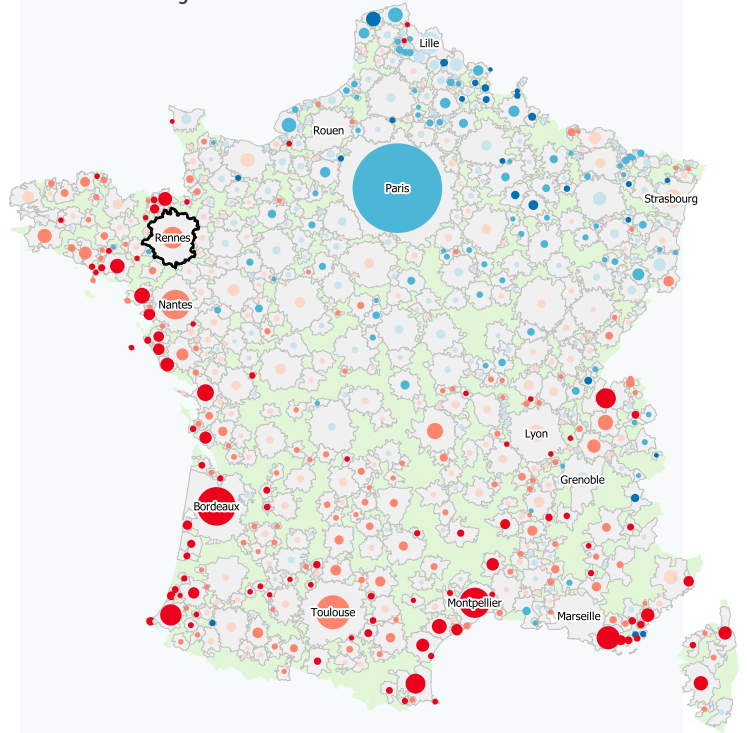 Lille
Rouen
Paris
Strasbourg
Rennes
Nantes
Lyon
Grenoble
Bordeaux
Montpellier
Toulouse
Marseille